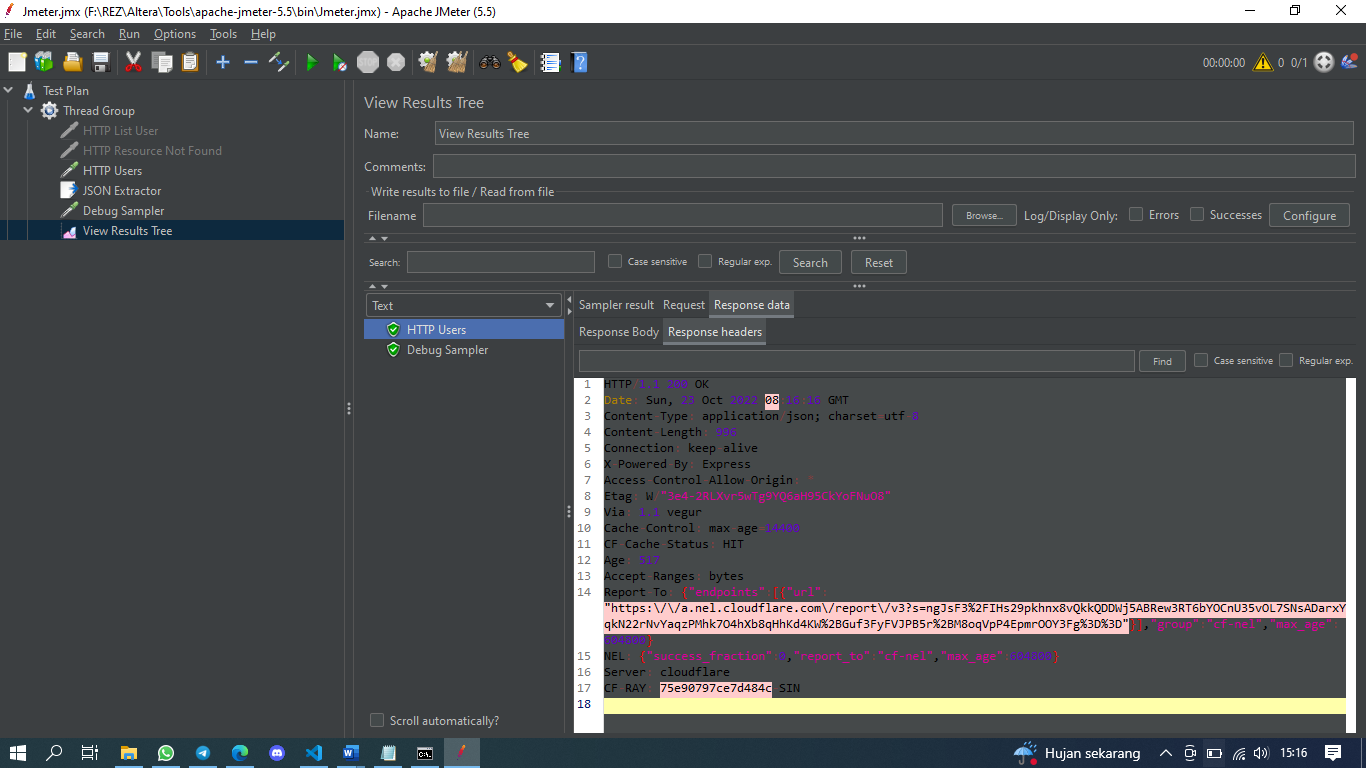 Jmeter.jmx (F:\REZ\Altera\Tools\apache-jmeter-5.5\bin\Jmeter.jmx) - Apache JMeter (5.5)
File Edit Search Run Options Tools Help
STOP
00:00:00 0 0/1
Test Plan
Thread Group
HTTP List User
HTTP Resource Not Found
HTTP Users
JSON Extractor
Debug Sampler
View Results Tree
View Results Tree
Name: View Results Tree
Comments:
Write results to file / Read from file
Filename Browse... Log/Display Only: Errors Successes Configure
Search: Case sensitive Regular exp. Search Reset
Text
HTTP Users
Debug Sampler
Scroll automatically?
Sampler result Request Response data
Response Body Response headers
Find Case sensitive Regular exp.
1 HTTP 1.1 200 OK
2 Date: Sun, 23 Oct 2022 08 16 16 GMT
3 Content Type: application json; charset utf 8
4 Content Length: 996
5 Connection: keep alive
6 X Powered By: Express
7 Access Control Allow Origin: *
8 Etag: W "3e4-2RLXvr5wTg9YQ6aH95CkYoFNuO8"
9 Via: 1.1 vegur
10 Cache Control: max age 14400
11 CF Cache Status: HIT
12 Age: 517
13 Accept Ranges: bytes
14 Report To: {"endpoints":[{"url":
"https:\/\/a.nel.cloudflare.com\/report\/v3?s=ngJsF3%2FIHs29pkhnx8vQkkQDDWj5ABRew3RT6bYOCnU35vOL7SNsADarxY
qkN22rNvYaqzPMhk7O4hXb8qHhKd4KW%2BGuf3FyFVJPB5r%2BM8oqVpP4EpmrOOY3Fg%3D%3D"}],"group":"cf-nel","max_age":
604800}
15 NEL: {"success_fraction":0,"report_to":"cf-nel","max_age":604800}
16 Server: cloudflare
17 CF RAY: 75e90797ce7d484c SIN
18
Hujan sekarang 15:16